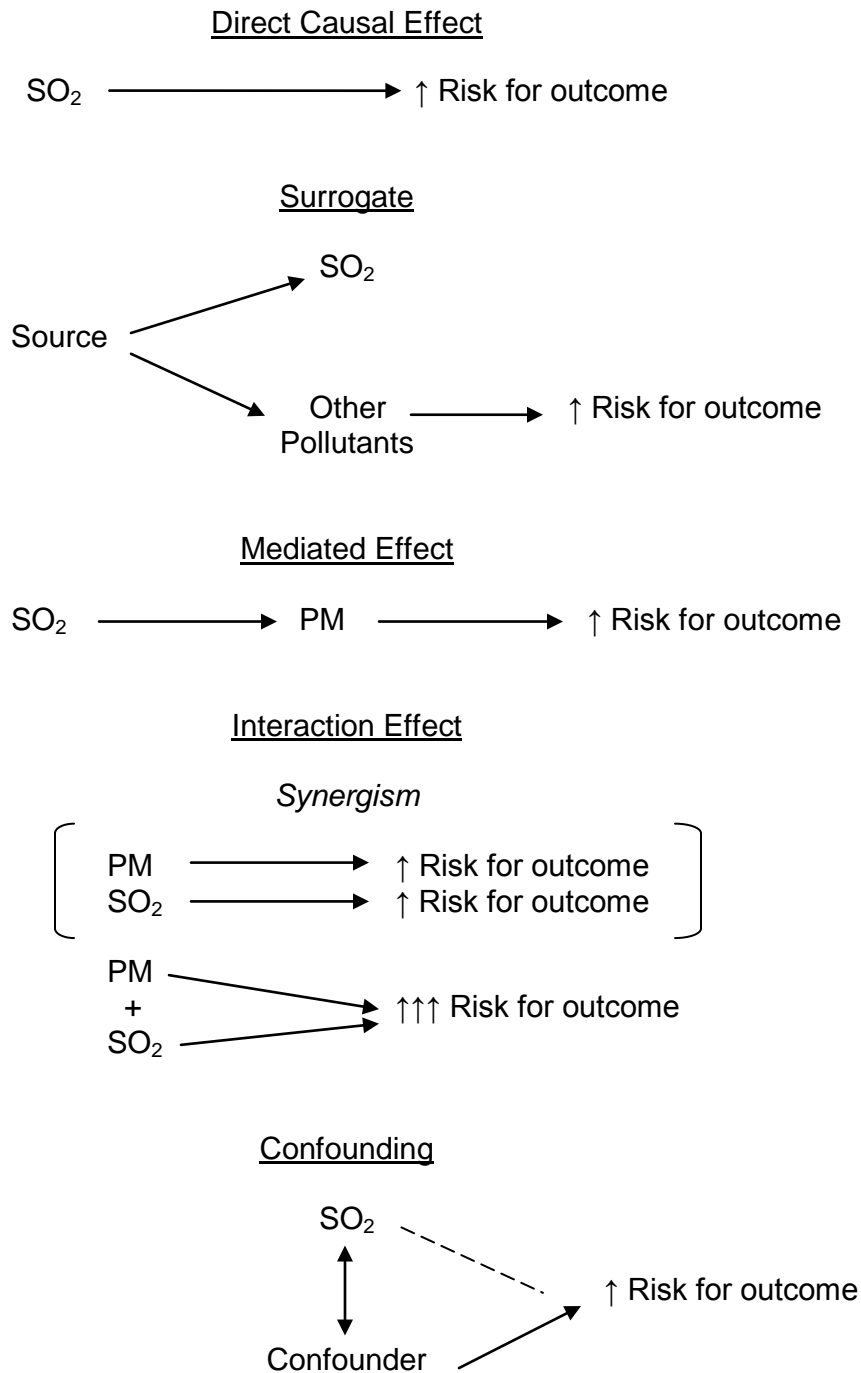 Direct Causal Effect
SO₂ ↑ Risk for outcome
Surrogate
SO₂
Source
Other
Pollutants
↑ Risk for outcome
Mediated Effect
SO₂ PM ↑ Risk for outcome
Interaction Effect
Synergism
PM ↑ Risk for outcome
SO₂ ↑ Risk for outcome
PM
+
SO₂
↑↑↑ Risk for outcome
Confounding
SO₂
↑ Risk for outcome
Confounder